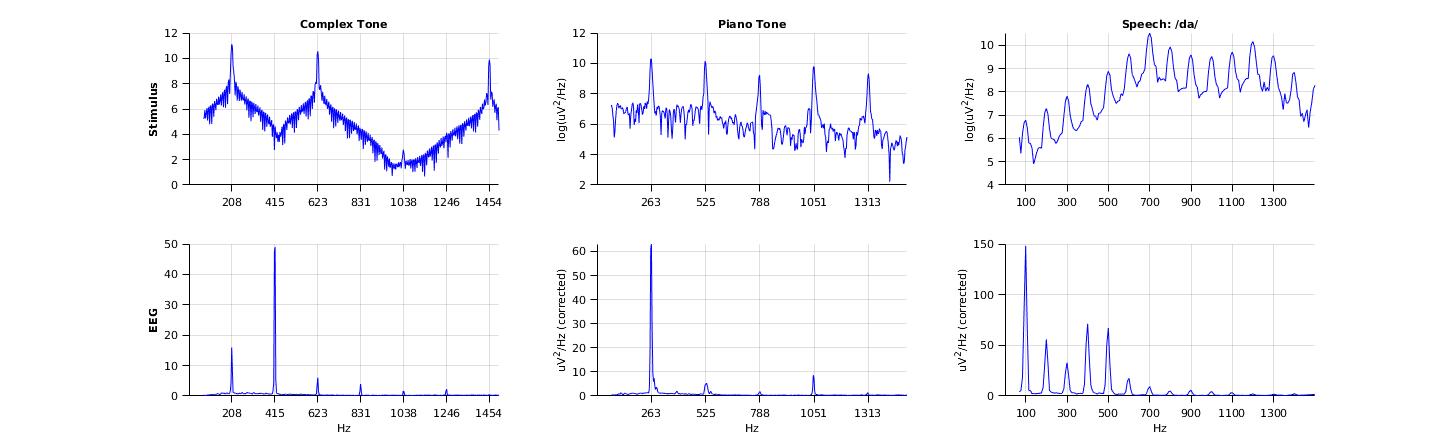 Complex Tone
Stimulus
12
10
8
6
4
2
0
208 415 623 831 1038 1246 1454
Piano Tone
log(uV²/Hz)
12
10
8
6
4
2
263 525 788 1051 1313
Speech: /da/
log(uV²/Hz)
10
9
8
7
6
5
4
100 300 500 700 900 1100 1300
EEG
50
40
30
20
10
0
208 415 623 831 1038 1246 1454
Hz
uV²/Hz (corrected)
60
50
40
30
20
10
0
263 525 788 1051 1313
uV²/Hz (corrected)
150
100
50
0
100 300 500 700 900 1100 1300
Hz